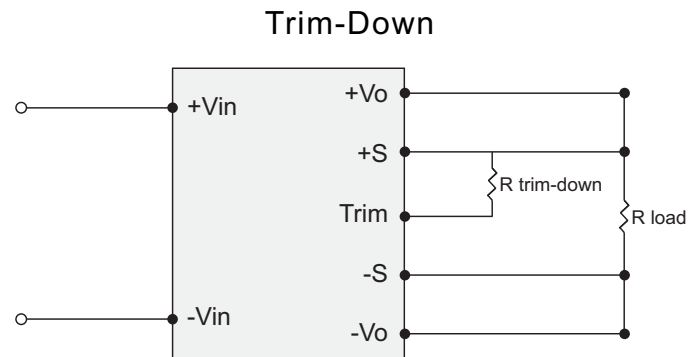 Trim-Down
+Vin
-Vin
+Vo
+S
Trim
-S
-Vo
R trim-down
R load